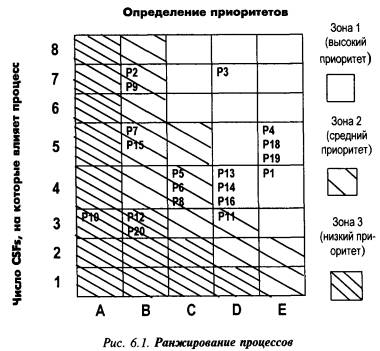 Определение приоритетов
Число CSFs, на которые влияет процесс
8
7
6
5
4
3
2
1
P2
P9
P3
P7
P15
P4
P18
P19
P5
P6
P8
P13
P14
P16
P1
P10
P12
P20
P11
A
B
C
D
E
Зона 1
(высокий
приоритет)
Зона 2
(средний
приоритет)
Зона 3
(низкий при-
оритет)
Рис. 6.1. Ранжирование процессов